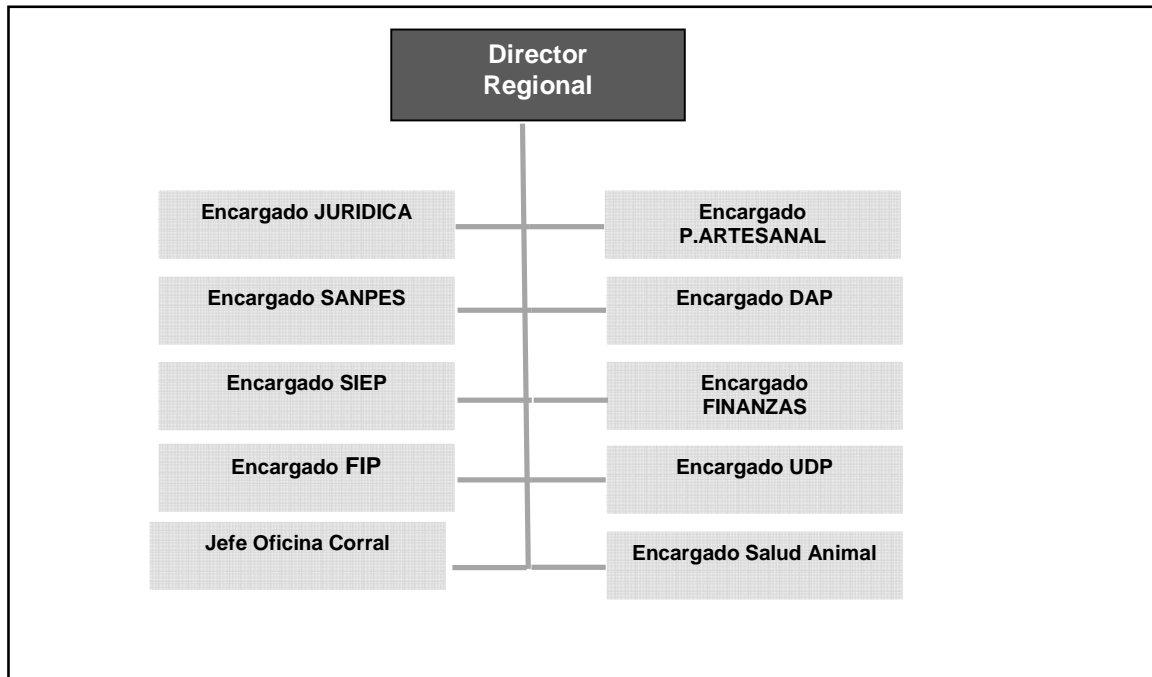 Director
Regional
Encargado JURIDICA
Encargado
P.ARTESANAL
Encargado SANPES
Encargado DAP
Encargado SIEP
Encargado
FINANZAS
Encargado FIP
Encargado UDP
Jefe Oficina Corral
Encargado Salud Animal